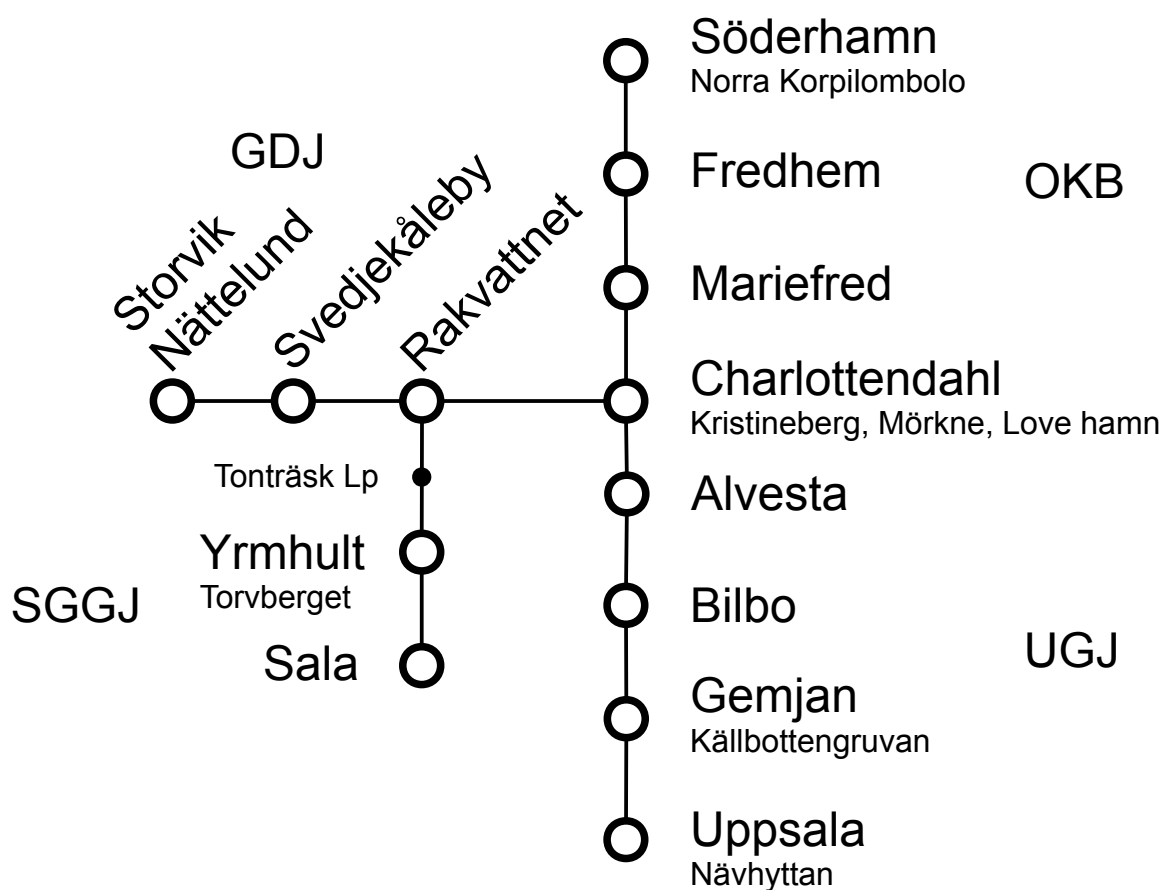 Söderhamn
Norra Korpilombolo
GDJ
Fredhem
OKB
Storvik
Nättelund
Svedjekåleby
Rakvattnet
Mariefred
Charlottendahl
Kristineberg, Mörkne, Love hamn
Tonträsk Lp
Alvesta
Yrmhult
Torvberget
SGGJ
Bilbo
UGJ
Sala
Gemjan
Källbottengruvan
Uppsala
Nävhyttan